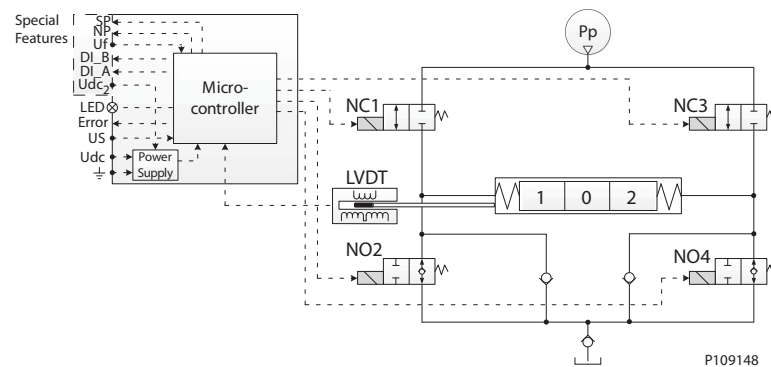 Special
Features
SP
NP
Uf
DI_B
DI_A
Udc2
LED
Error
US
Udc
Micro-
controller
Power
Supply
Pp
NC1
NC3
LVDT
1 0 2
NO2
NO4
P109148